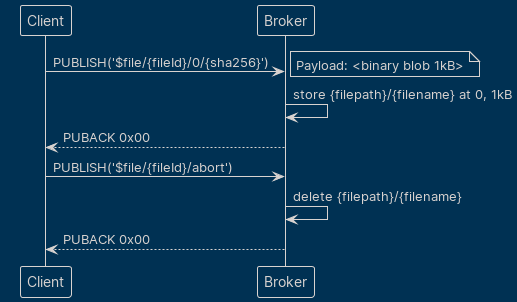 Client
Broker
PUBLISH('$file/{fileId}/0/{sha256}')
Payload: <binary blob 1kB>
store {filepath}/{filename} at 0, 1kB
PUBACK 0x00
PUBLISH('$file/{fileId}/abort')
delete {filepath}/{filename}
PUBACK 0x00
Client
Broker